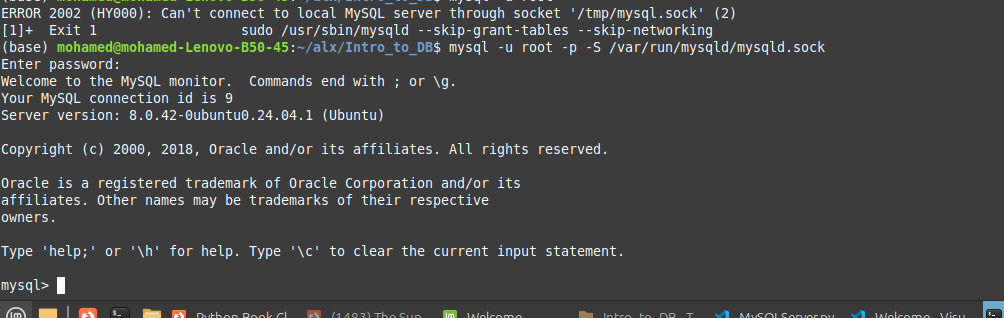 ERROR 2002 (HY000): Can't connect to local MySQL server through socket '/tmp/mysql.sock' (2)
[1]+  Exit 1                  sudo /usr/sbin/mysqld --skip-grant-tables --skip-networking
(base) mohamed@mohamed-Lenovo-B50-45:~/alx/Intro_to_DB$ mysql -u root -p -S /var/run/mysqld/mysqld.sock
Enter password:
Welcome to the MySQL monitor.  Commands end with ; or \g.
Your MySQL connection id is 9
Server version: 8.0.42-0ubuntu0.24.04.1 (Ubuntu)
Copyright (c) 2000, 2018, Oracle and/or its affiliates. All rights reserved.
Oracle is a registered trademark of Oracle Corporation and/or its
affiliates. Other names may be trademarks of their respective
owners.
Type 'help;' or '\h' for help. Type '\c' to clear the current input statement.
mysql>
Python Book Cl
(1483) The Sup
Welcome
Intro_to_DB T
MySQLServer.py
Welcome - Visu